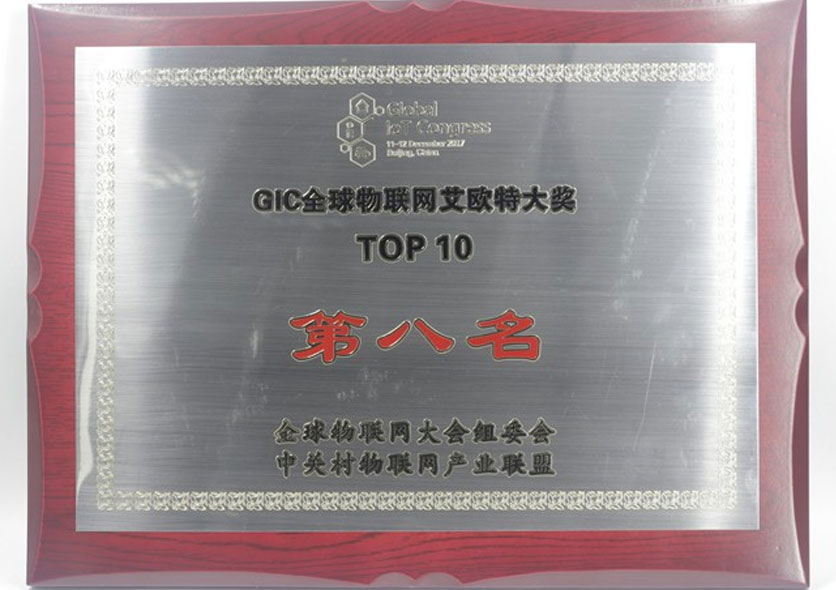 Global
IoT Congress
11-12 December 2017
Beijing, China
GIC全球物联网艾欧特大奖
TOP 10
第八名
全球物联网大会组委会
中关村物联网产业联盟